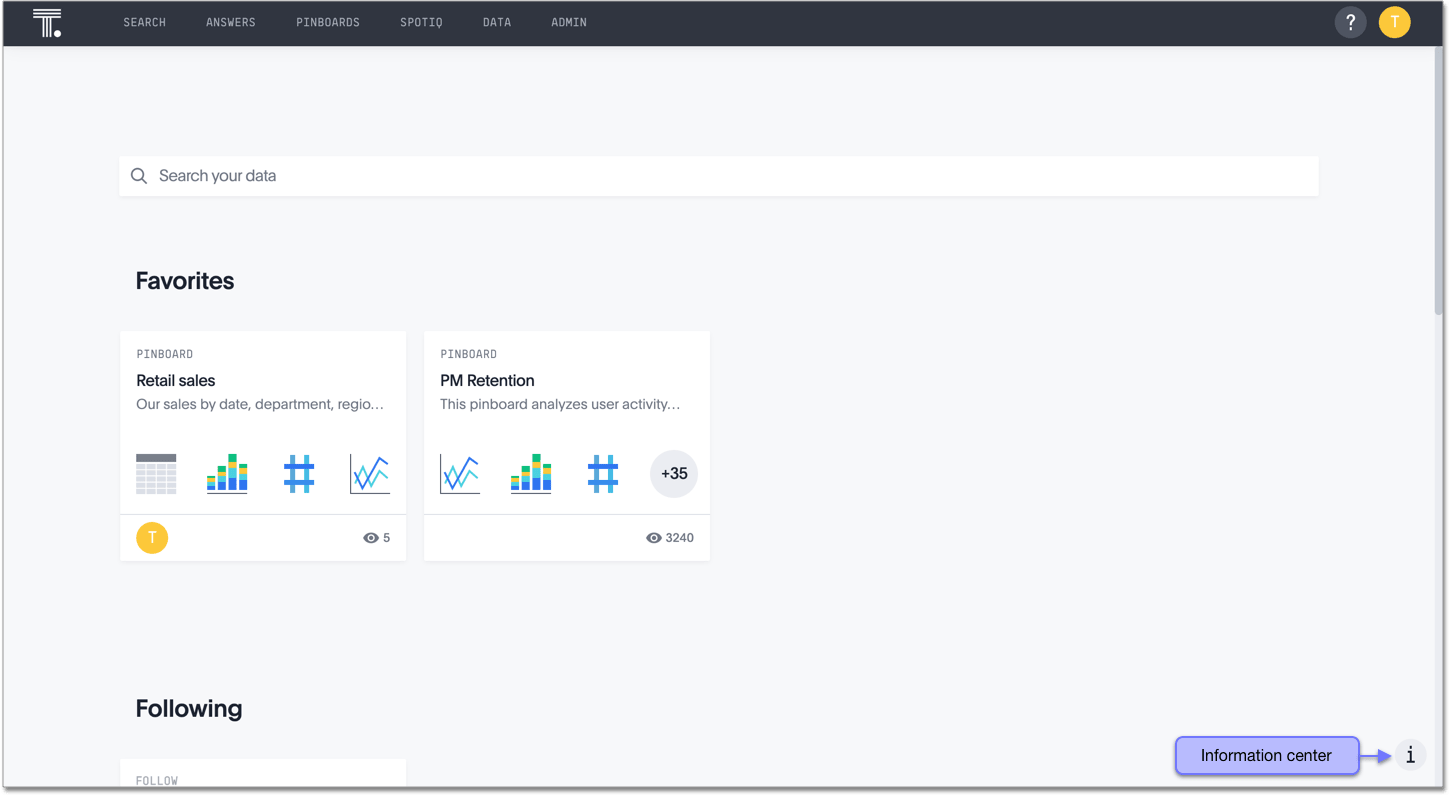 T. SEARCH ANSWERS PINBOARDS SPOTIQ DATA ADMIN ? T
Search your data
Favorites
PINBOARD
Retail sales
Our sales by date, department, regio...
T 5
PINBOARD
PM Retention
This pinboard analyzes user activity...
+35
3240
Following
FOLLOW
Information center i